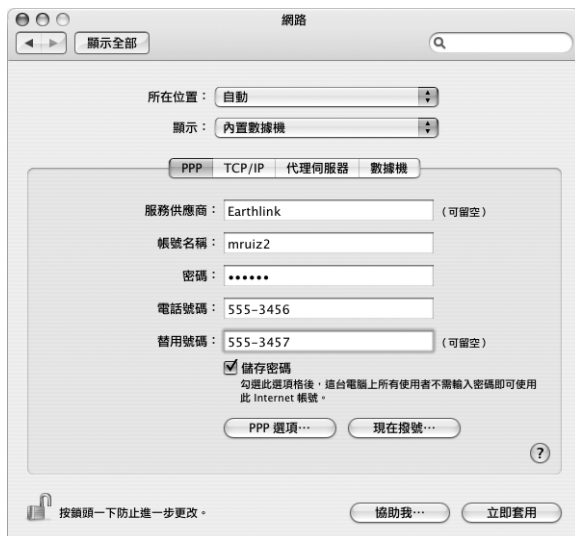 網路
顯示全部
所在位置： 自動
顯示： 內置數據機
PPP TCP/IP 代理伺服器 數據機
服務供應商： Earthlink （可留空）
帳號名稱： mruiz2
密碼： ••••••
電話號碼： 555-3456
替用號碼： 555-3457 （可留空）
儲存密碼
勾選此選項格後，這台電腦上所有使用者不需輸入密碼即可使用
此 Internet 帳號。
PPP 選項⋯ 現在撥號⋯
?
按鎖頭一下防止進一步更改。 協助我⋯ 立即套用